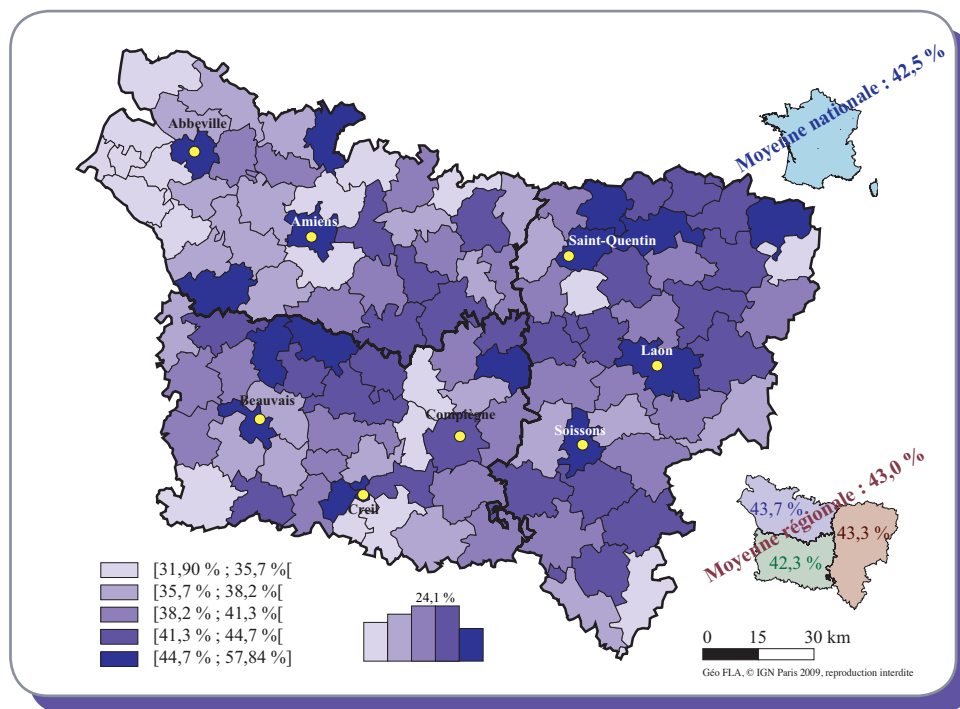 Moyenne nationale : 42,5 %
Abbeville
Amiens
Saint-Quentin
Laon
Beauvais
Compiègne
Soissons
Creil
Moyenne régionale : 43,0 %
43,7 %
43,3 %
42,3 %
[31,90 % ; 35,7 %[
[35,7 % ; 38,2 %[
[38,2 % ; 41,3 %[
[41,3 % ; 44,7 %[
[44,7 % ; 57,84 %]
24,1 %
0 15 30 km
Géo FLA, © IGN Paris 2009, reproduction interdite